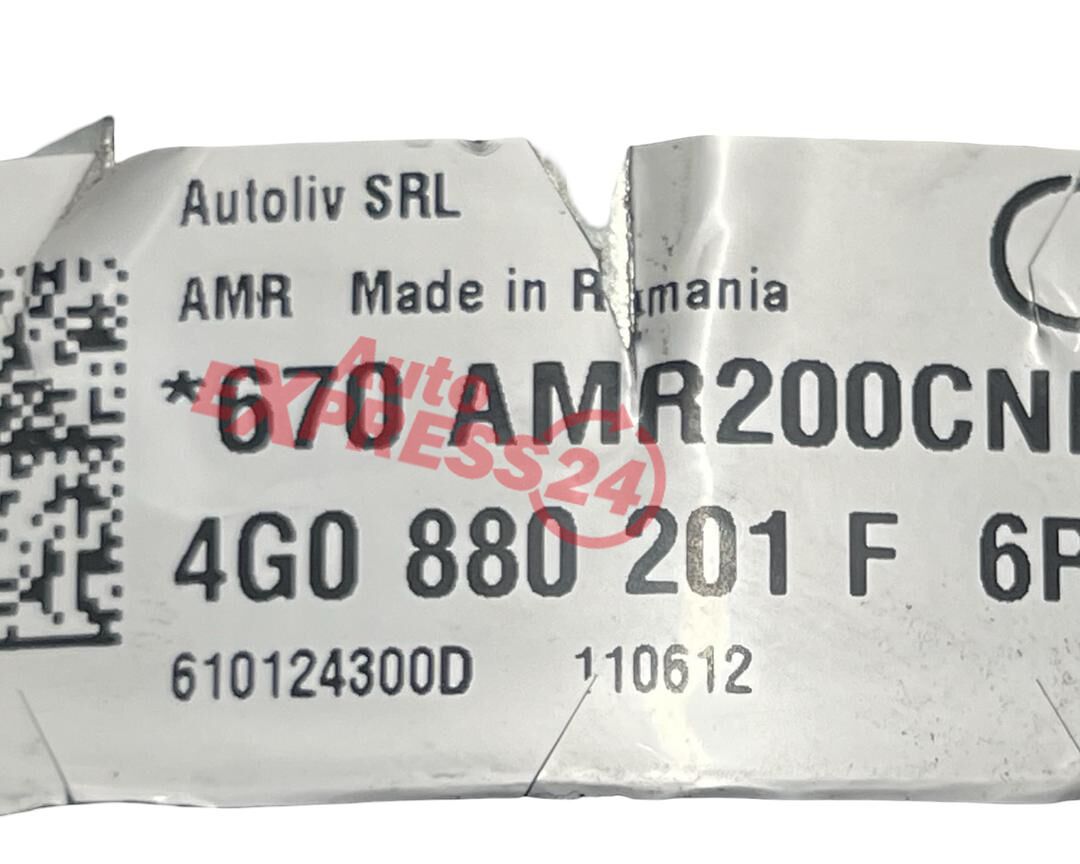 Autoliv SRL
AMR Made in Romania
*670 AMR200CN
Auto
EXPRESS24
4G0 880 201 F 6P
610124300D 110612